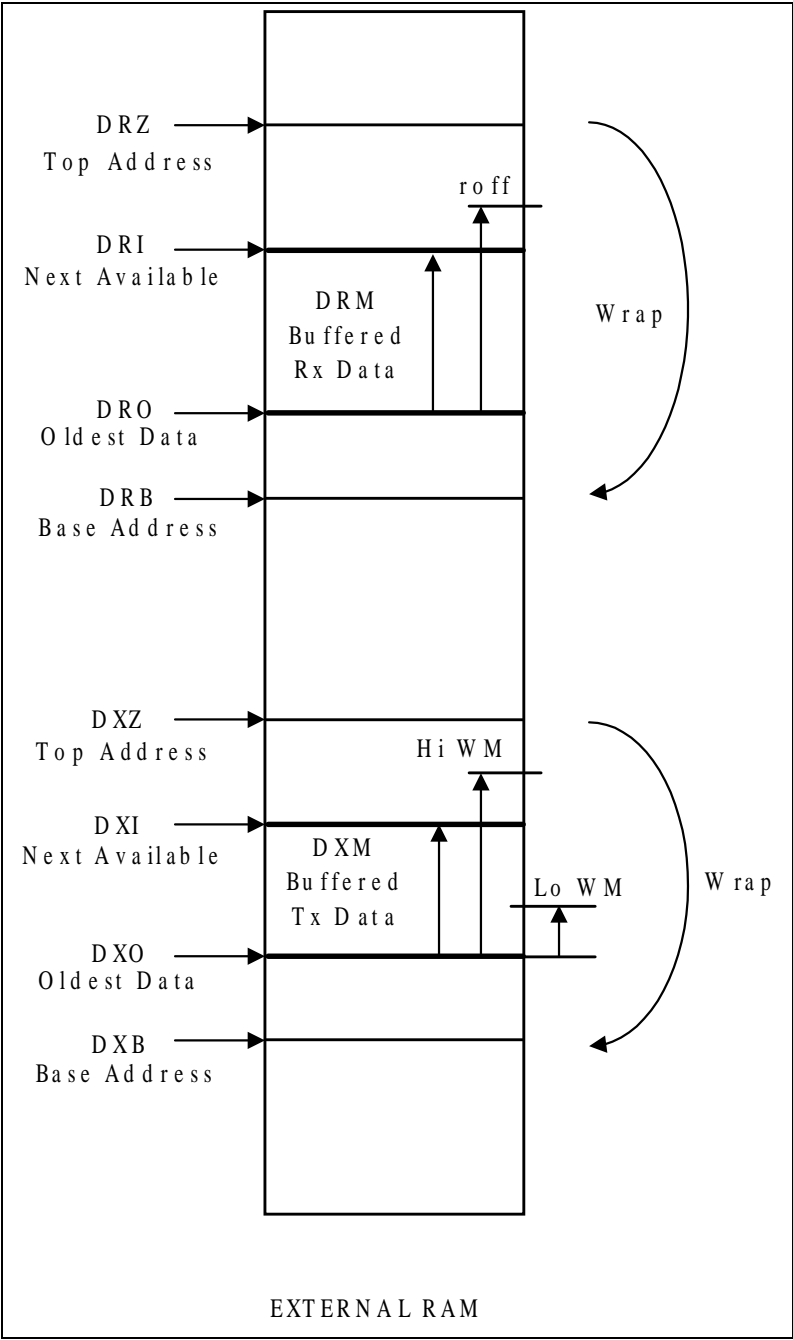 DRZ
Top Address
roff
DRI
Next Available
DRM
Buffered
Rx Data
Wrap
DRO
Oldest Data
DRB
Base Address
DXZ
Top Address
Hi WM
DXI
Next Available
DXM
Buffered
Tx Data
Lo WM
Wrap
DXO
Oldest Data
DXB
Base Address
EXTERNAL RAM